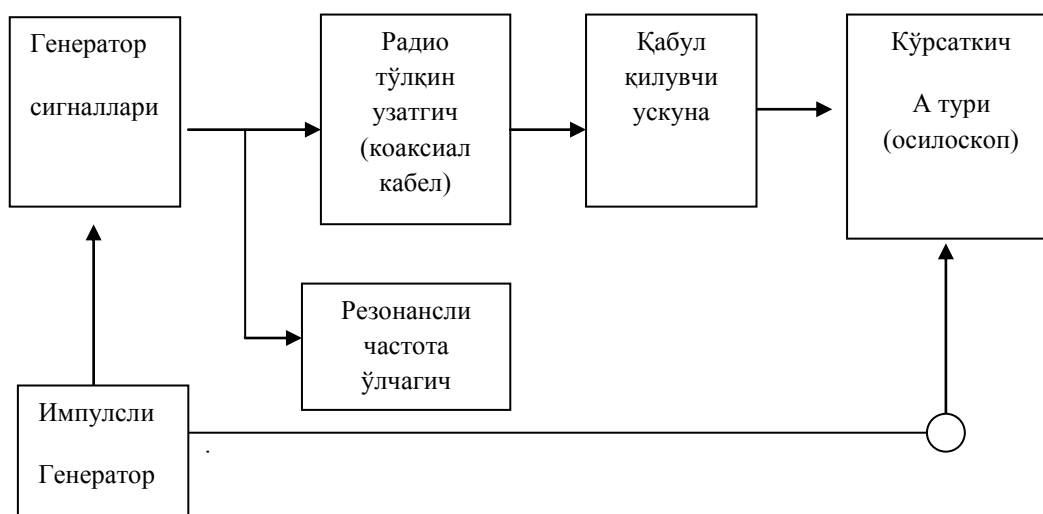 Генератор
сигналлари
Радио
тўлқин
узатгич
(коаксиал
кабел)
Қабул
қилувчи
ускуна
Кўрсаткич
А тури
(осилоскоп)
Резонансли
частота
ўлчагич
Импулсли
Генератор